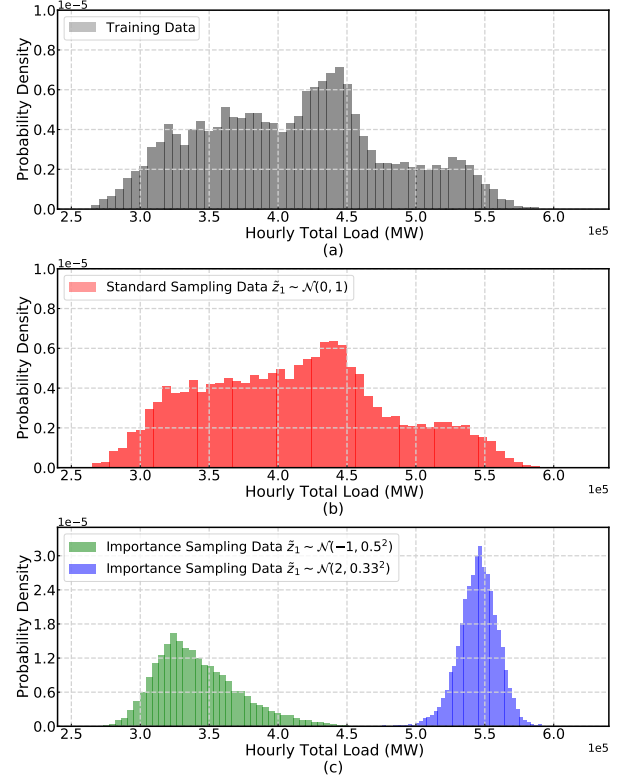 1e−5
1.0
0.8
0.6
0.4
0.2
0.0
Probability Density
Training Data
2.5 3.0 3.5 4.0 4.5 5.0 5.5 6.0
1e5
Hourly Total Load (MW)
(a)
1e−5
1.0
0.8
0.6
0.4
0.2
0.0
Probability Density
Standard Sampling Data z̃₁ ~ 𝒩(0, 1)
2.5 3.0 3.5 4.0 4.5 5.0 5.5 6.0
1e5
Hourly Total Load (MW)
(b)
1e−5
3.0
2.4
1.8
1.2
0.6
0.0
Probability Density
Importance Sampling Data z̃₁ ~ 𝒩(−1, 0.5²)
Importance Sampling Data z̃₁ ~ 𝒩(2, 0.33²)
2.5 3.0 3.5 4.0 4.5 5.0 5.5 6.0
1e5
Hourly Total Load (MW)
(c)